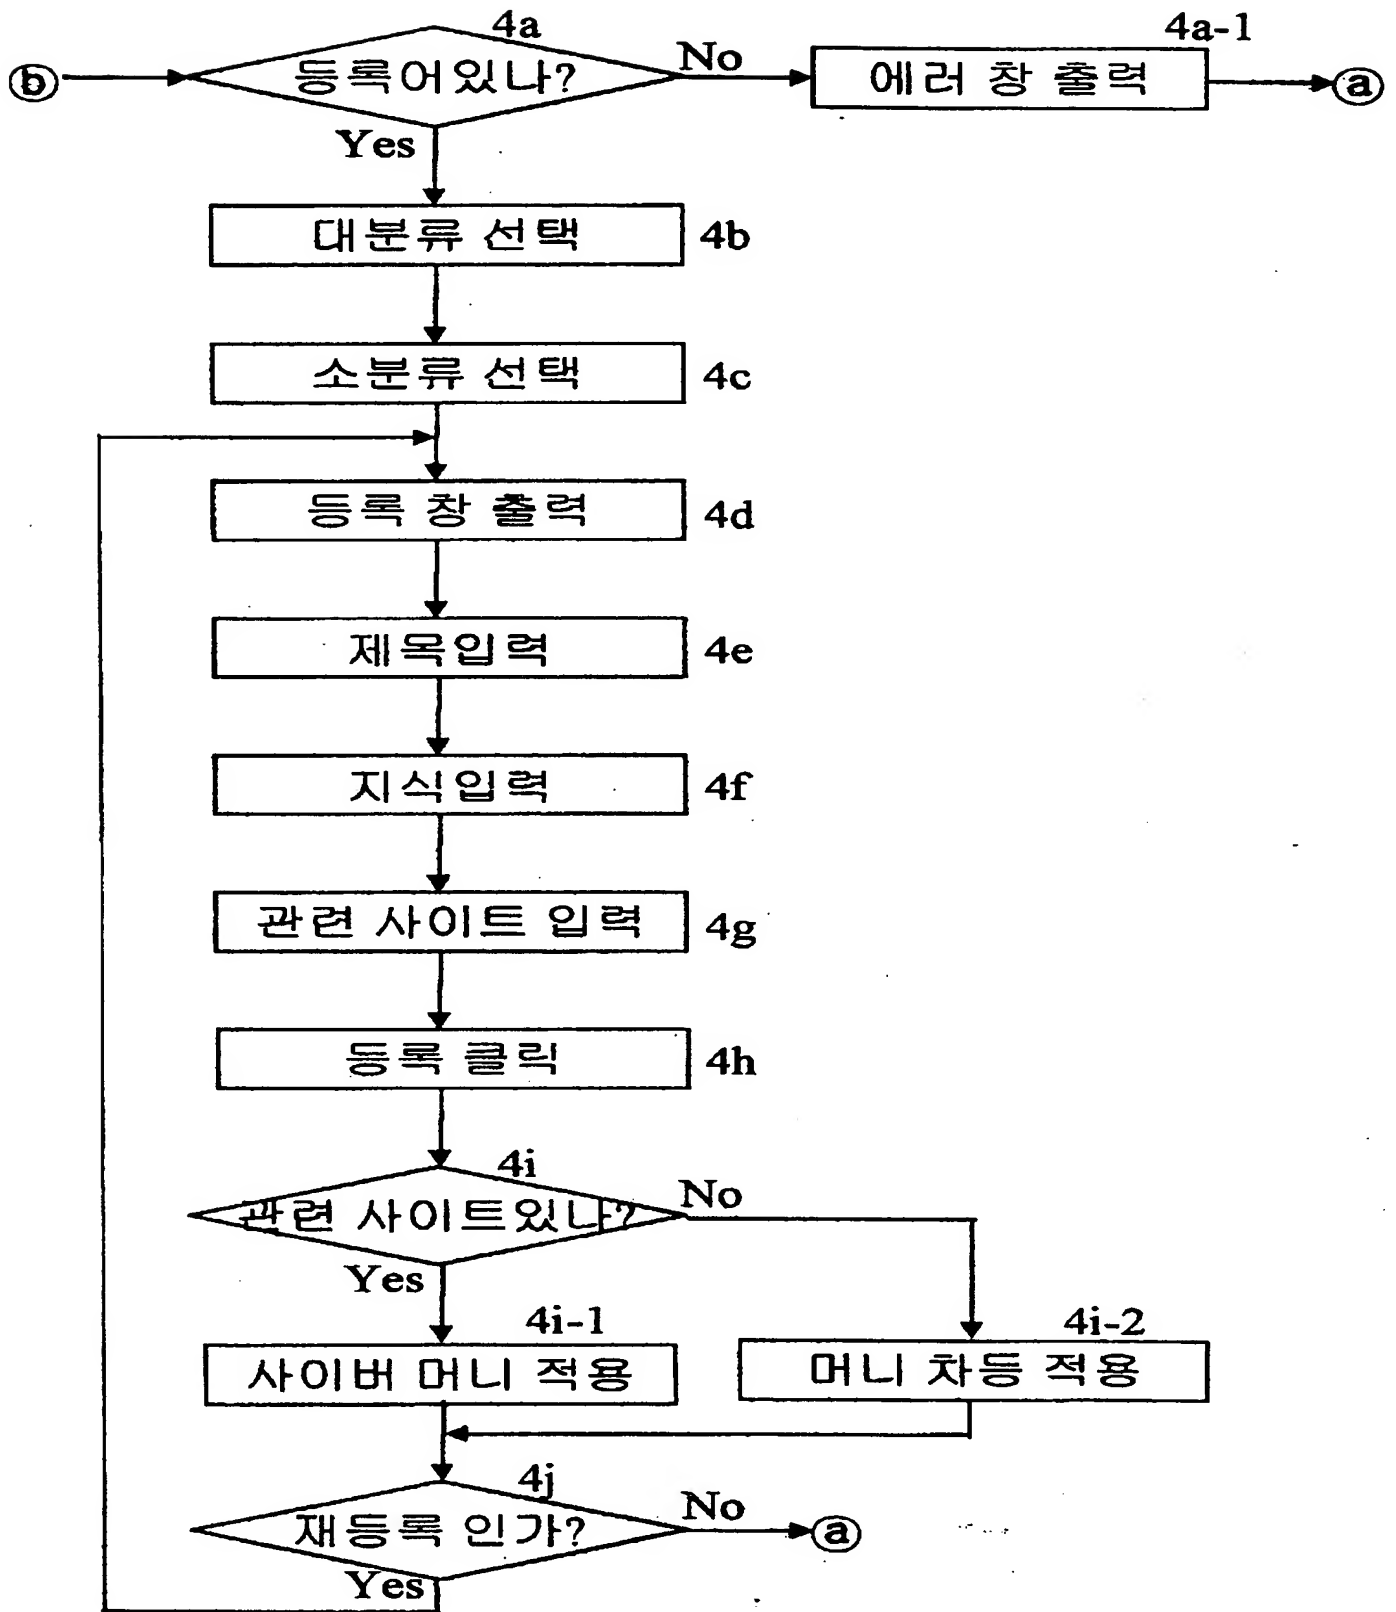 4a
4a-1
ⓑ 등록어있나? No 에러 창 출력 ⓐ
Yes
대분류 선택 4b
소분류 선택 4c
등록 창 출력 4d
제목입력 4e
지식입력 4f
관련 사이트 입력 4g
등록 클릭 4h
4i
관련 사이트있나? No
Yes
4i-1
4i-2
사이버 머니 적용
머니 차등 적용
4j
재등록 인가? No ⓐ
Yes